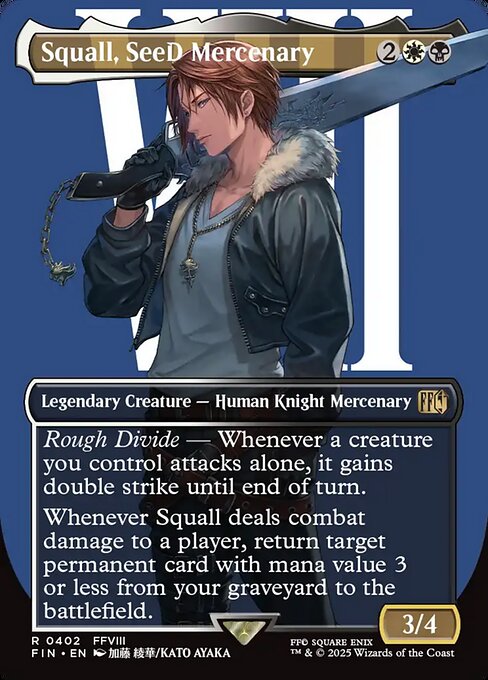 VIII
Squall, SeeD Mercenary 2
Legendary Creature — Human Knight Mercenary FF
Rough Divide — Whenever a creature
you control attacks alone, it gains
double strike until end of turn.
Whenever Squall deals combat
damage to a player, return target
permanent card with mana value 3
or less from your graveyard to the
battlefield.
3/4
R 0402 FFVIII
FIN • EN 加藤 綾華/KATO AYAKA
FF© SQUARE ENIX
™ & © 2025 Wizards of the Coast